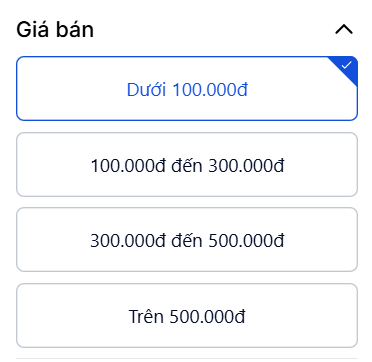 Giá bán
Dưới 100.000đ
100.000đ đến 300.000đ
300.000đ đến 500.000đ
Trên 500.000đ